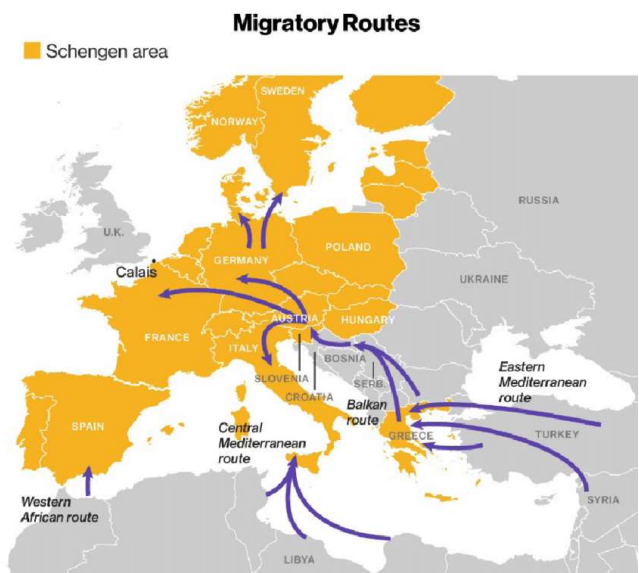 Migratory Routes
Schengen area
SWEDEN
NORWAY
RUSSIA
U.K.
Calais
GERMANY
POLAND
UKRAINE
FRANCE
AUSTRIA
HUNGARY
ITALY
BOSNIA
SLOVENIA
SERB.
CROATIA
Eastern
Mediterranean
route
Balkan
route
SPAIN
Central
Mediterranean
route
GREECE
TURKEY
Western
African route
SYRIA
LIBYA